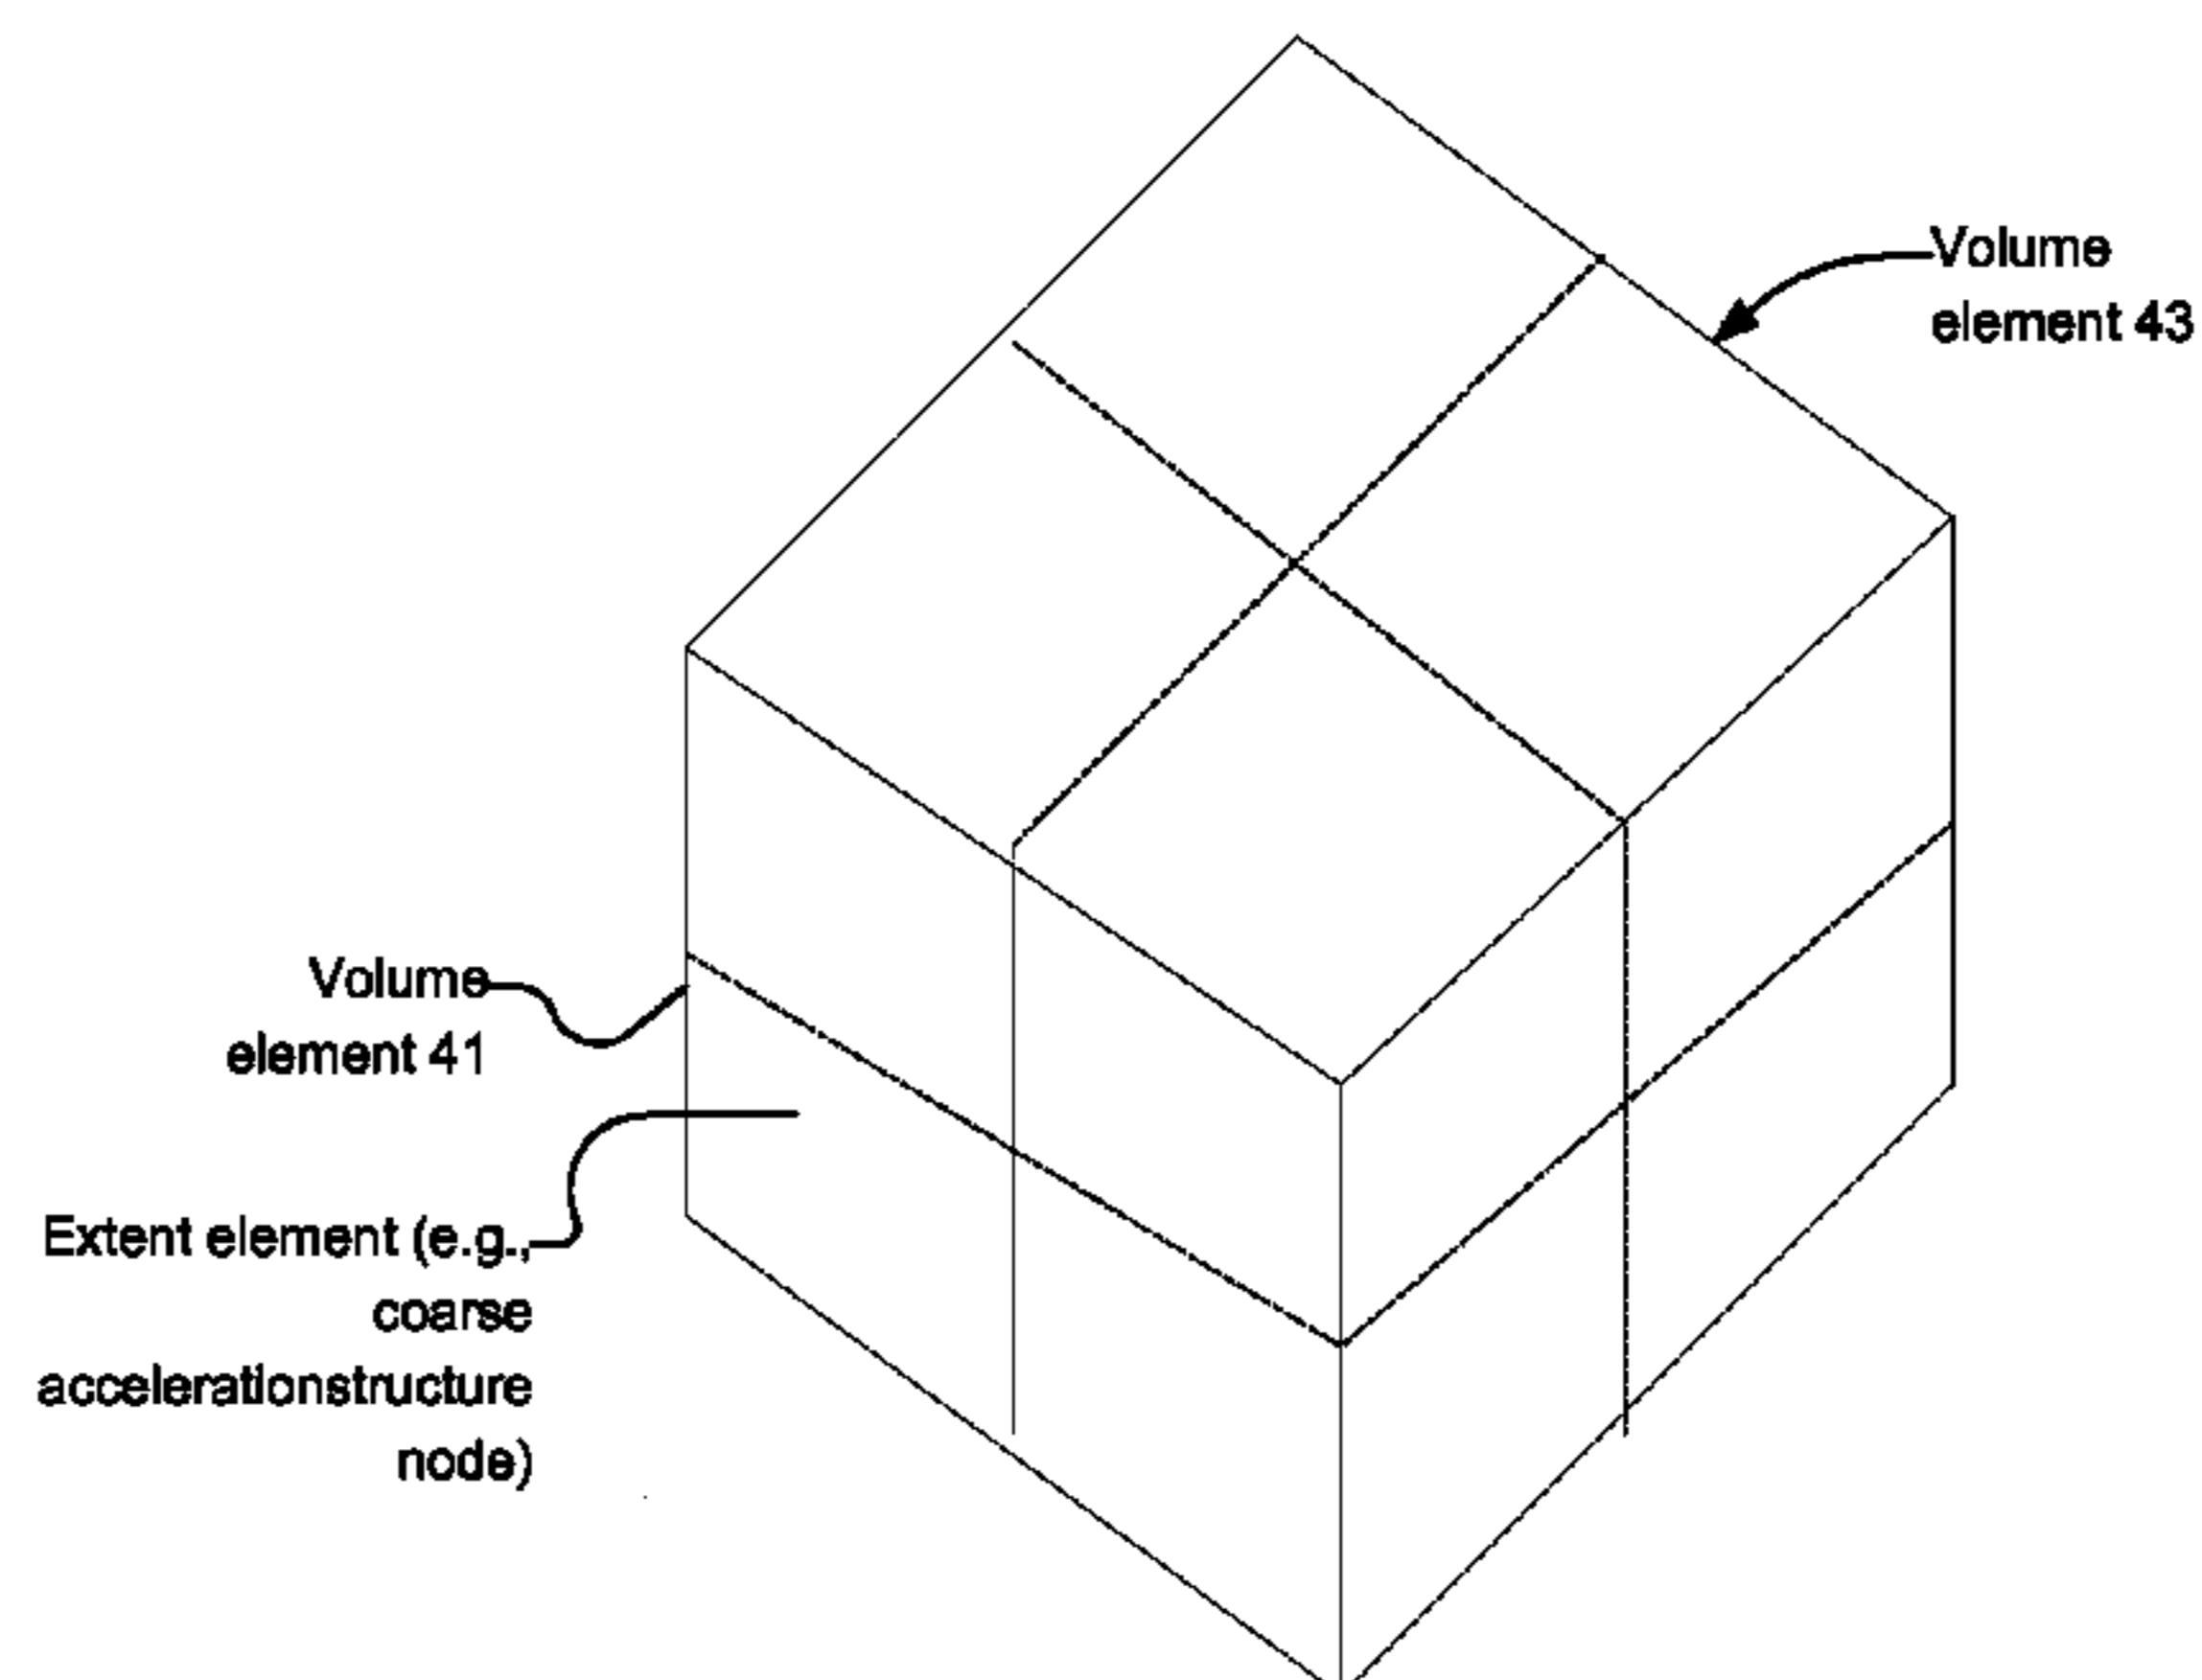 Volume
element 43
Volume
element 41
Extent element (e.g.,
coarse
accelerationstructure
node)